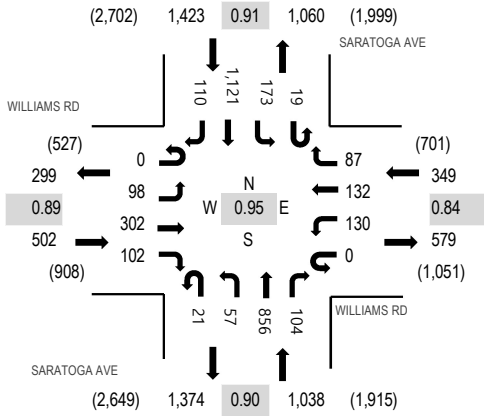 (2,702) 1,423 0.91 1,060 (1,999)
SARATOGA AVE
110 1,121 173 19
WILLIAMS RD
(527) (701)
0 87
299 349
98 N 132
0.89 W 0.95 E 0.84
302 S 130
502 579
102 0
(908) (1,051)
21 57 856 104
WILLIAMS RD
SARATOGA AVE
(2,649) 1,374 0.90 1,038 (1,915)